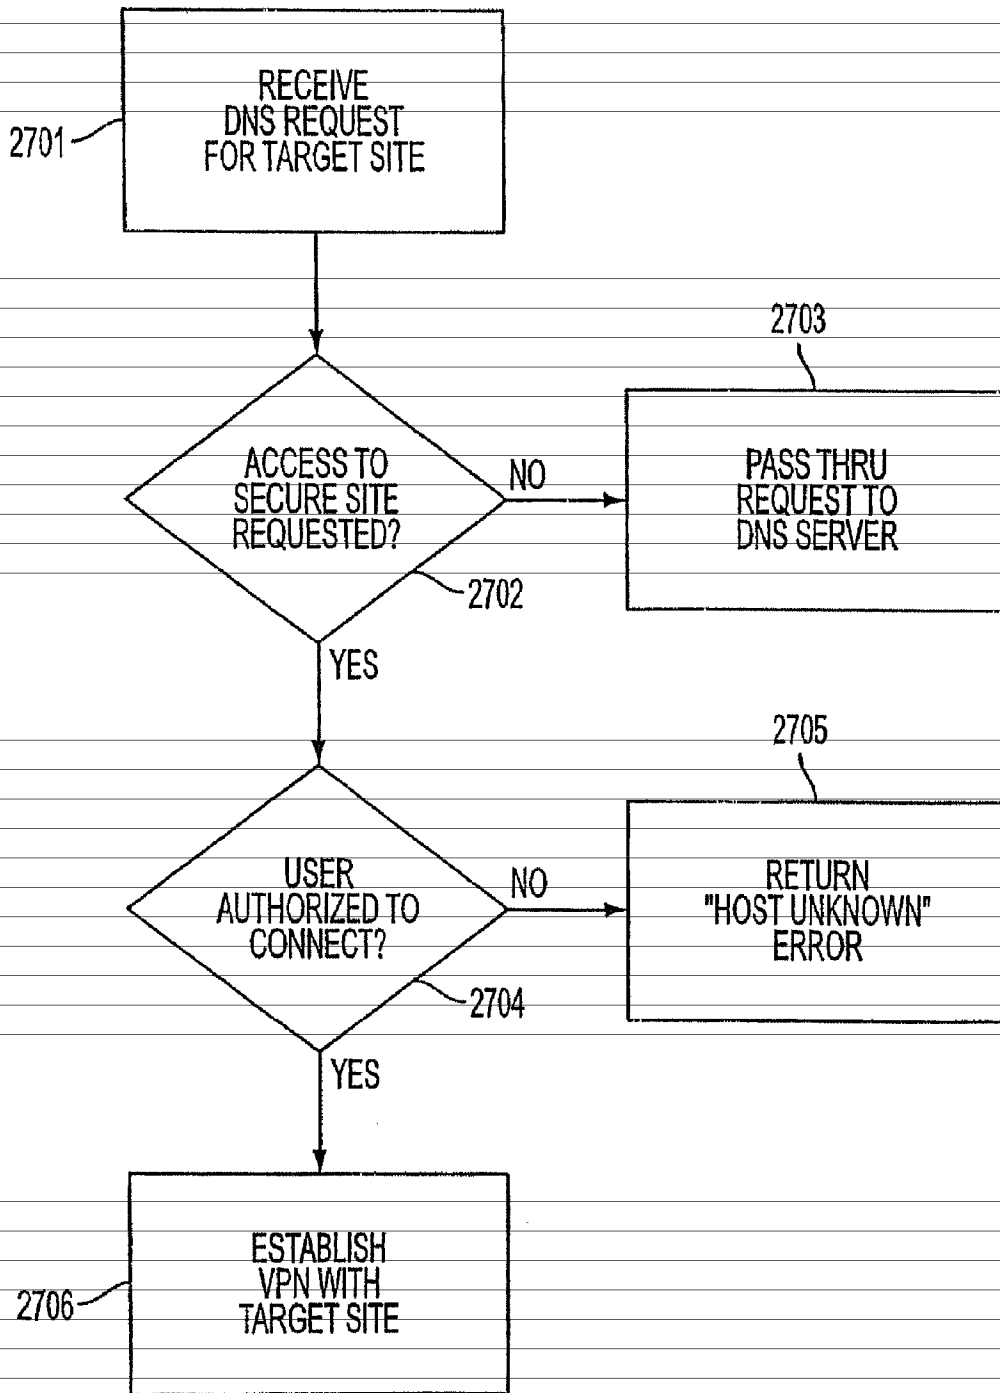 2701
RECEIVE
DNS REQUEST
FOR TARGET SITE
ACCESS TO
SECURE SITE
REQUESTED?
2702
NO
2703
PASS THRU
REQUEST TO
DNS SERVER
YES
USER
AUTHORIZED TO
CONNECT?
2704
NO
2705
RETURN
"HOST UNKNOWN"
ERROR
YES
2706
ESTABLISH
VPN WITH
TARGET SITE